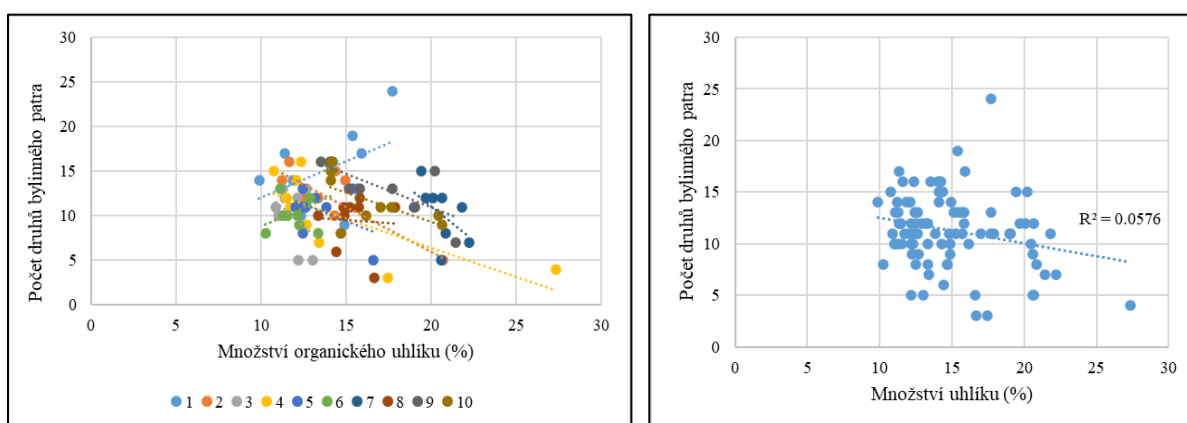 30
25
20
15
10
5
0
Počet druhů bylinného patra
0 5 10 15 20 25 30
Množství organického uhlíku (%)
1 2 3 4 5 6 7 8 9 10
30
25
20
15
10
5
0
Počet druhů bylinného patra
R² = 0.0576
0 5 10 15 20 25 30
Množství uhlíku (%)